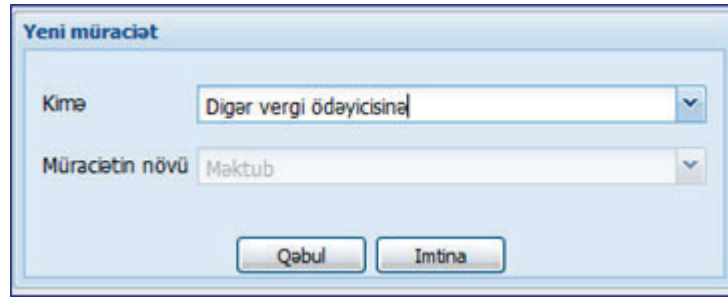 Yeni müraciət
Kimə Digər vergi ödəyicisinə
Müraciətin növü Məktub
Qəbul Imtina